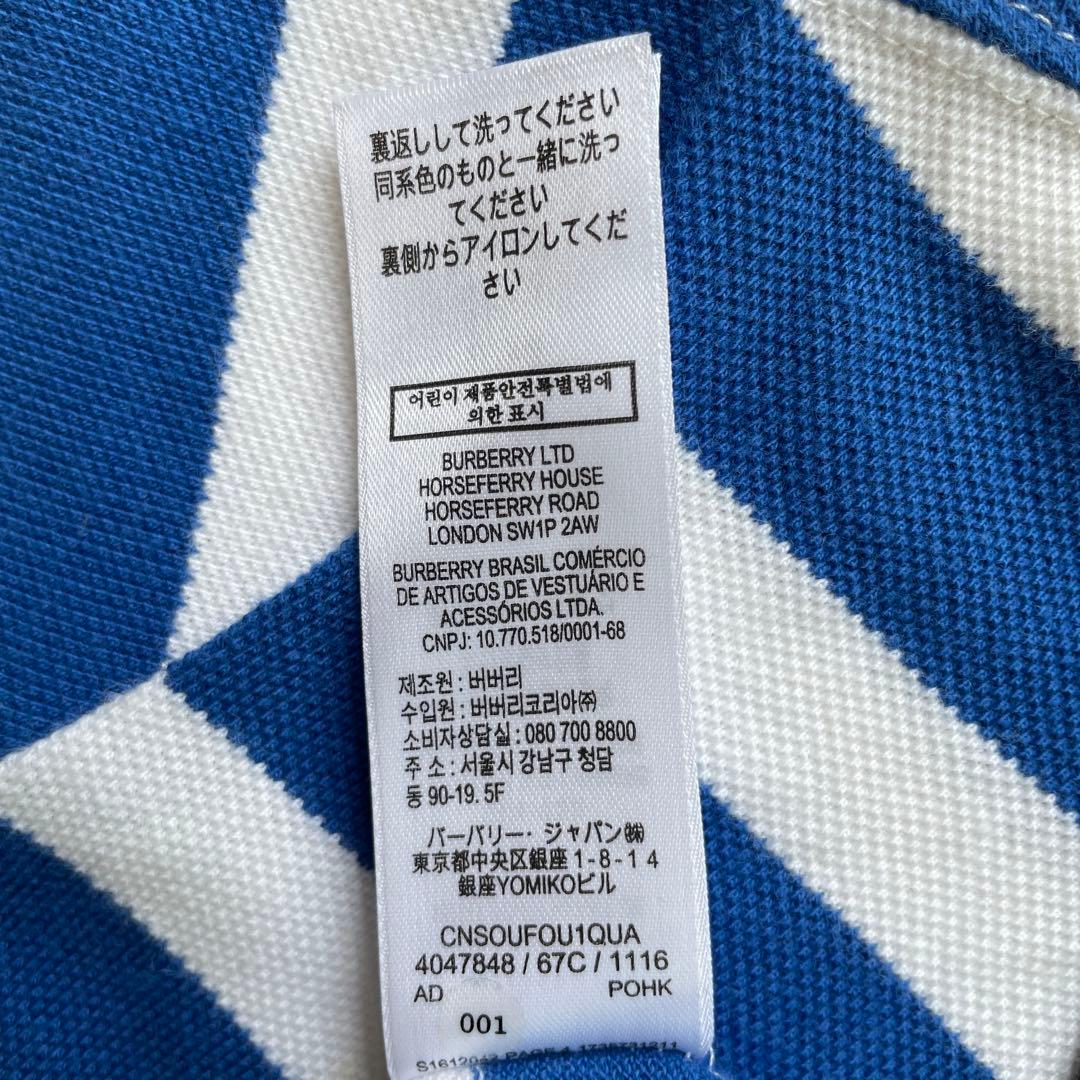 裏返しして洗ってください
同系色のものと一緒に洗っ
てください
裏側からアイロンしてくだ
さい
어린이 제품안전특별법에
의한 표시
BURBERRY LTD
HORSEFERRY HOUSE
HORSEFERRY ROAD
LONDON SW1P 2AW
BURBERRY BRASIL COMÉRCIO
DE ARTIGOS DE VESTUÁRIO E
ACESSÓRIOS LTDA.
CNPJ: 10.770.518/0001-68
제조원 : 버버리
수입원 : 버버리코리아㈜
소비자상담실 : 080 700 8800
주 소 : 서울시 강남구 청담
동 90-19. 5F
バーバリー・ジャパン㈱
東京都中央区銀座 1 - 8 - 1 4
銀座YOMIKOビル
CNSOUFOU1QUA
4047848 / 67C / 1116
AD POHK
001